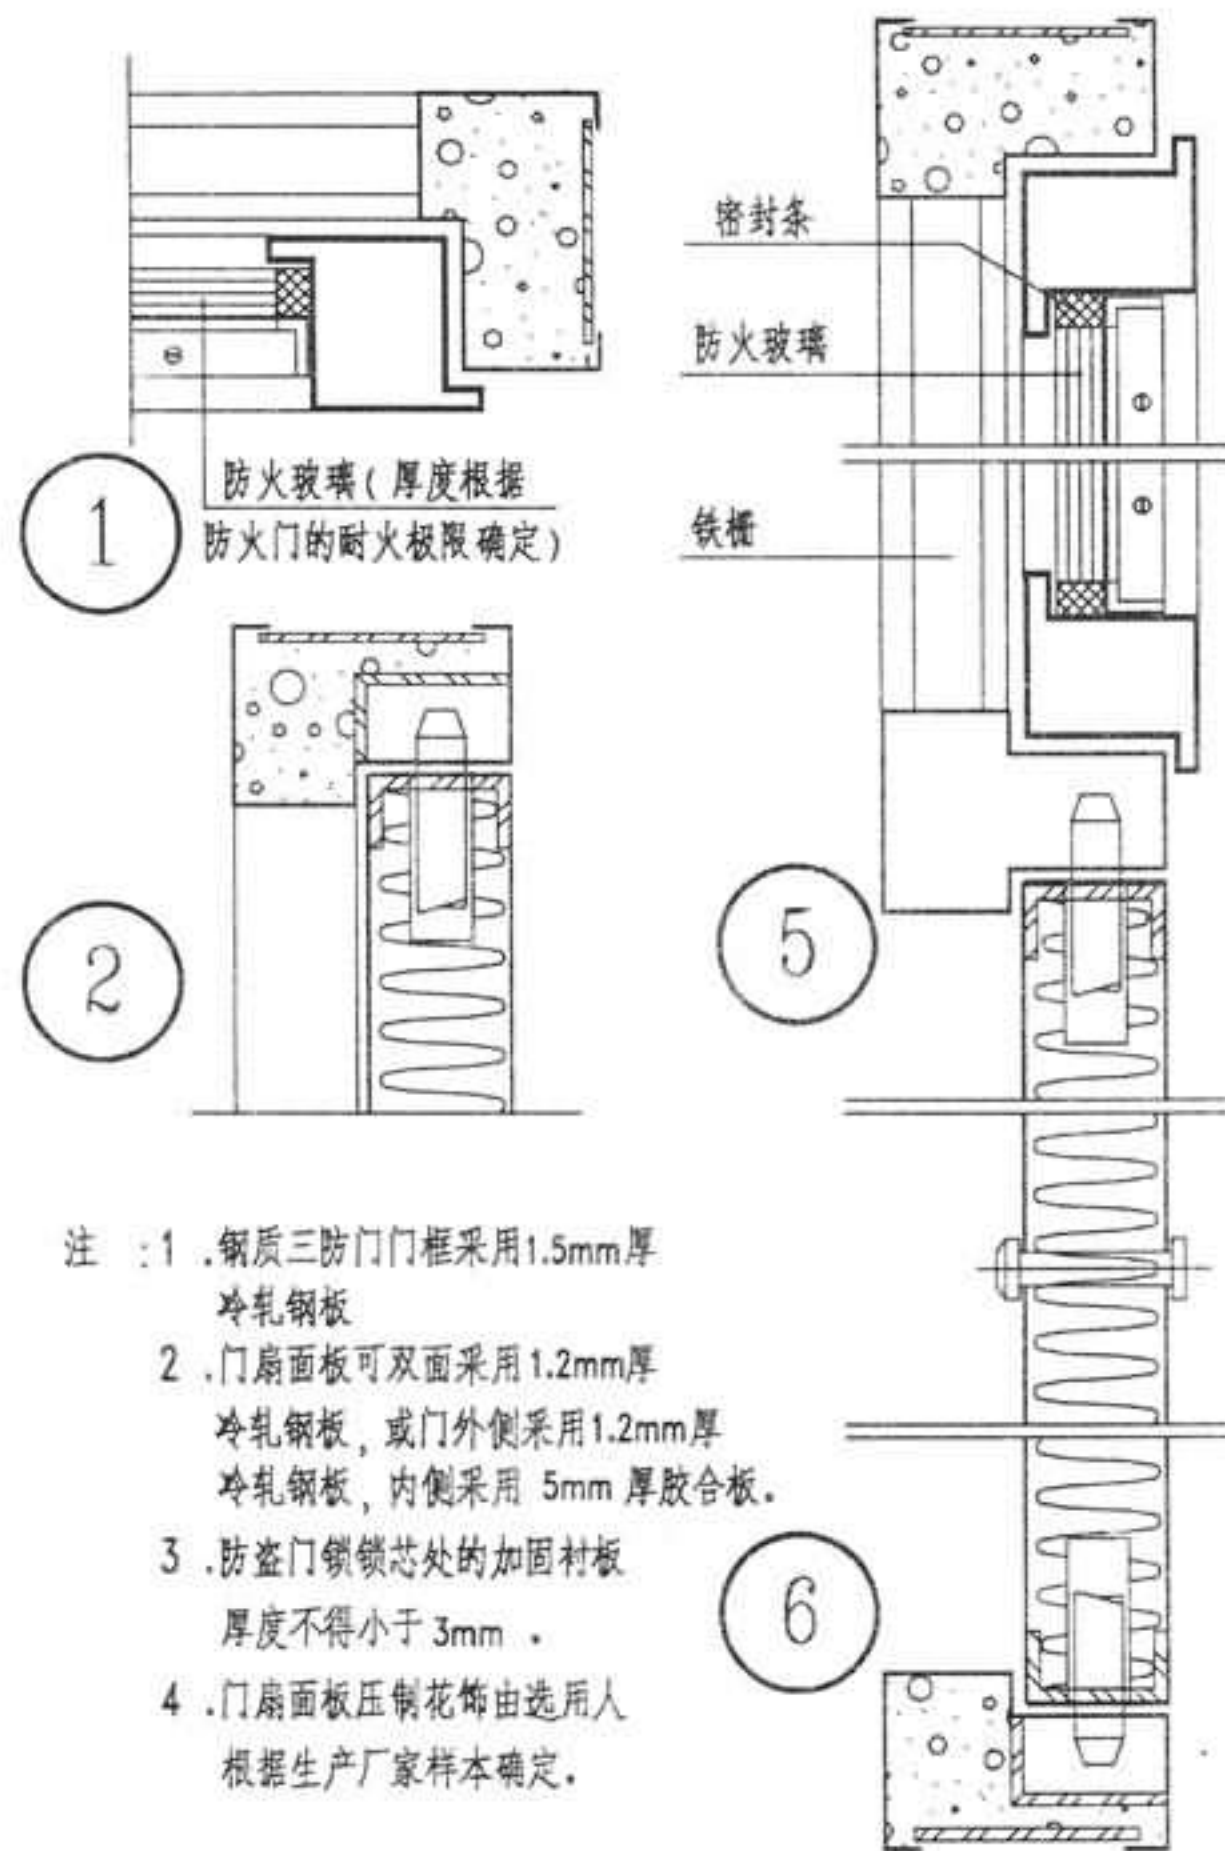 密封条
防火玻璃
防火玻璃(厚度根据
防火门的耐火极限确定)
1
铁栅
2
5
注:1.钢质三防门门框采用1.5mm厚
冷轧钢板
2.门扇面板可双面采用1.2mm厚
冷轧钢板,或门外侧采用1.2mm厚
冷轧钢板,内侧采用 5mm 厚胶合板。
3.防盗门锁锁芯处的加固衬板
厚度不得小于3mm。
4.门扇面板压制花饰由选用人
根据生产厂家样本确定。
6